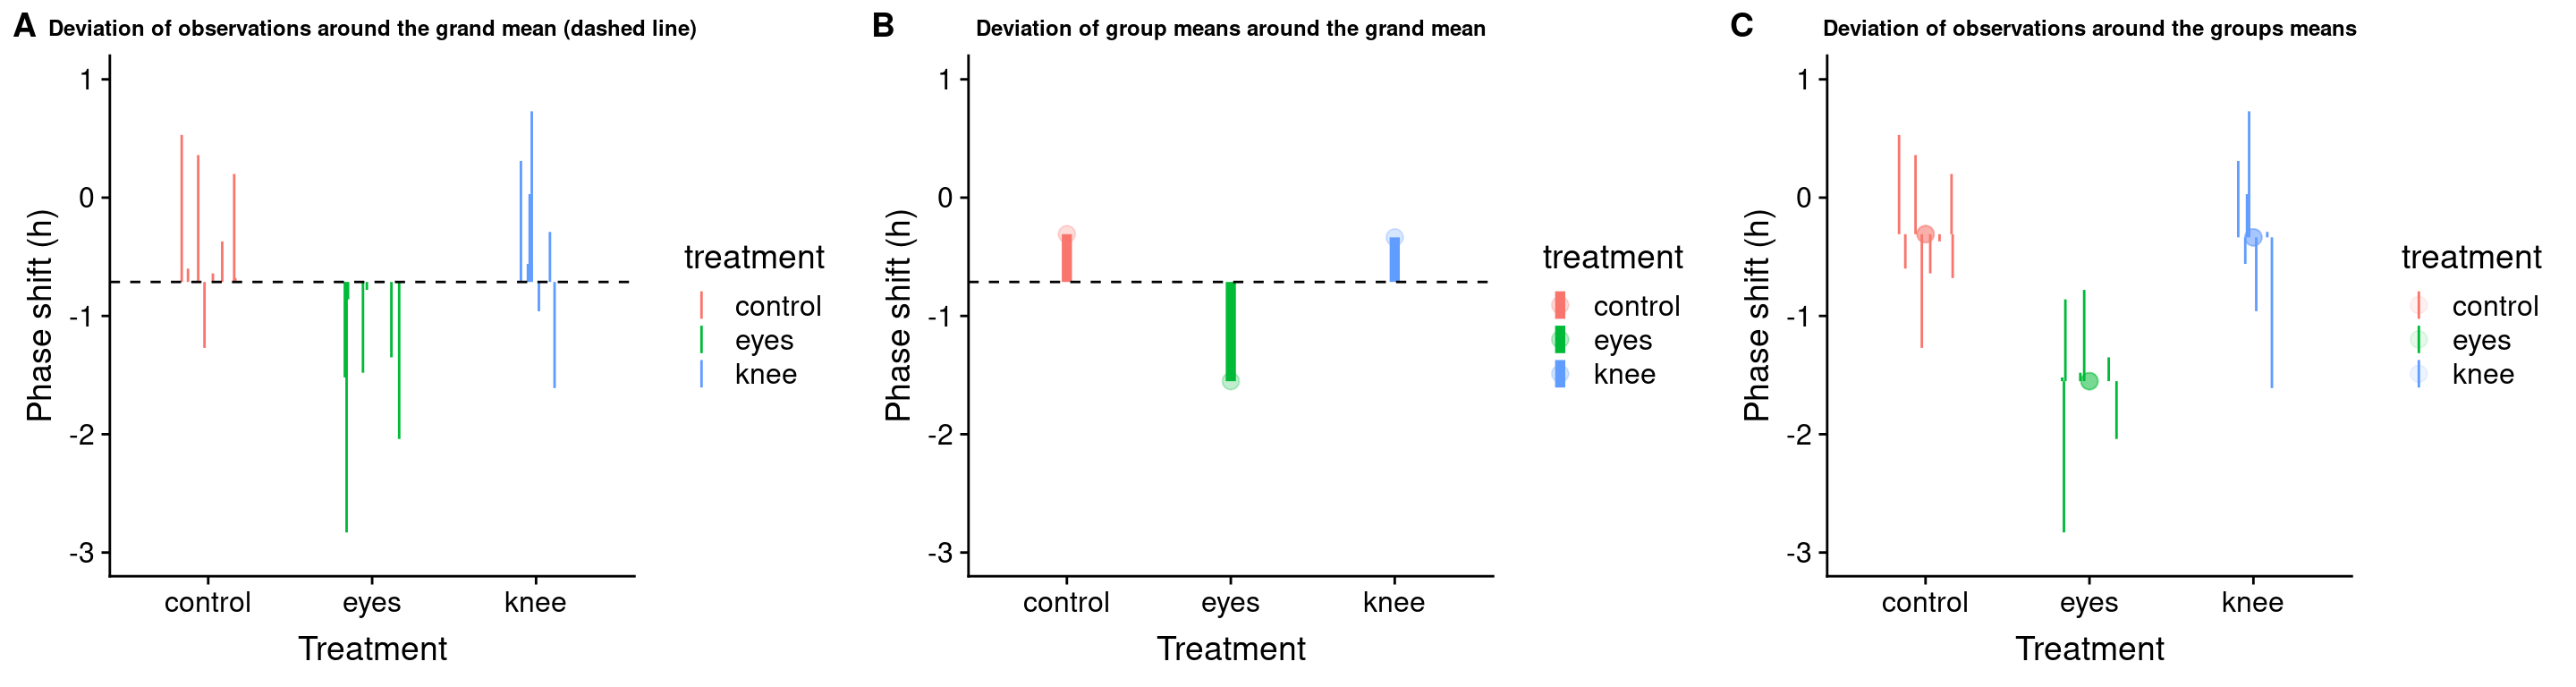 A Deviation of observations around the grand mean (dashed line)
Phase shift (h)
1
0
-1
-2
-3
control eyes knee
Treatment
treatment
control
eyes
knee
B Deviation of group means around the grand mean
Phase shift (h)
1
0
-1
-2
-3
control eyes knee
Treatment
treatment
control
eyes
knee
C Deviation of observations around the groups means
Phase shift (h)
1
0
-1
-2
-3
control eyes knee
Treatment
treatment
control
eyes
knee